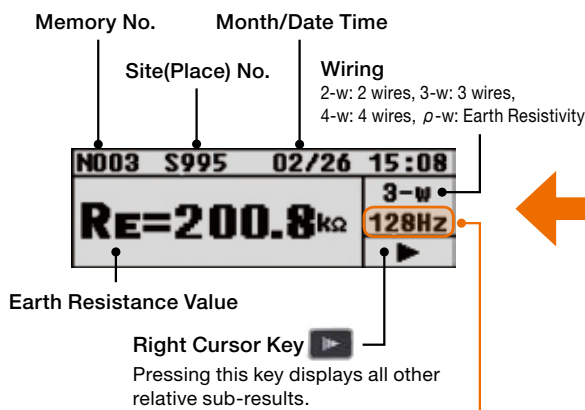 Memory No.
Month/Date Time
Site(Place) No.
Wiring
2-w: 2 wires, 3-w: 3 wires,
4-w: 4 wires, ρ-w: Earth Resistivity
N003 S995 02/26 15:08
3-w
RE=200.8kΩ
128Hz
Earth Resistance Value
Right Cursor Key
Pressing this key displays all other
relative sub-results.